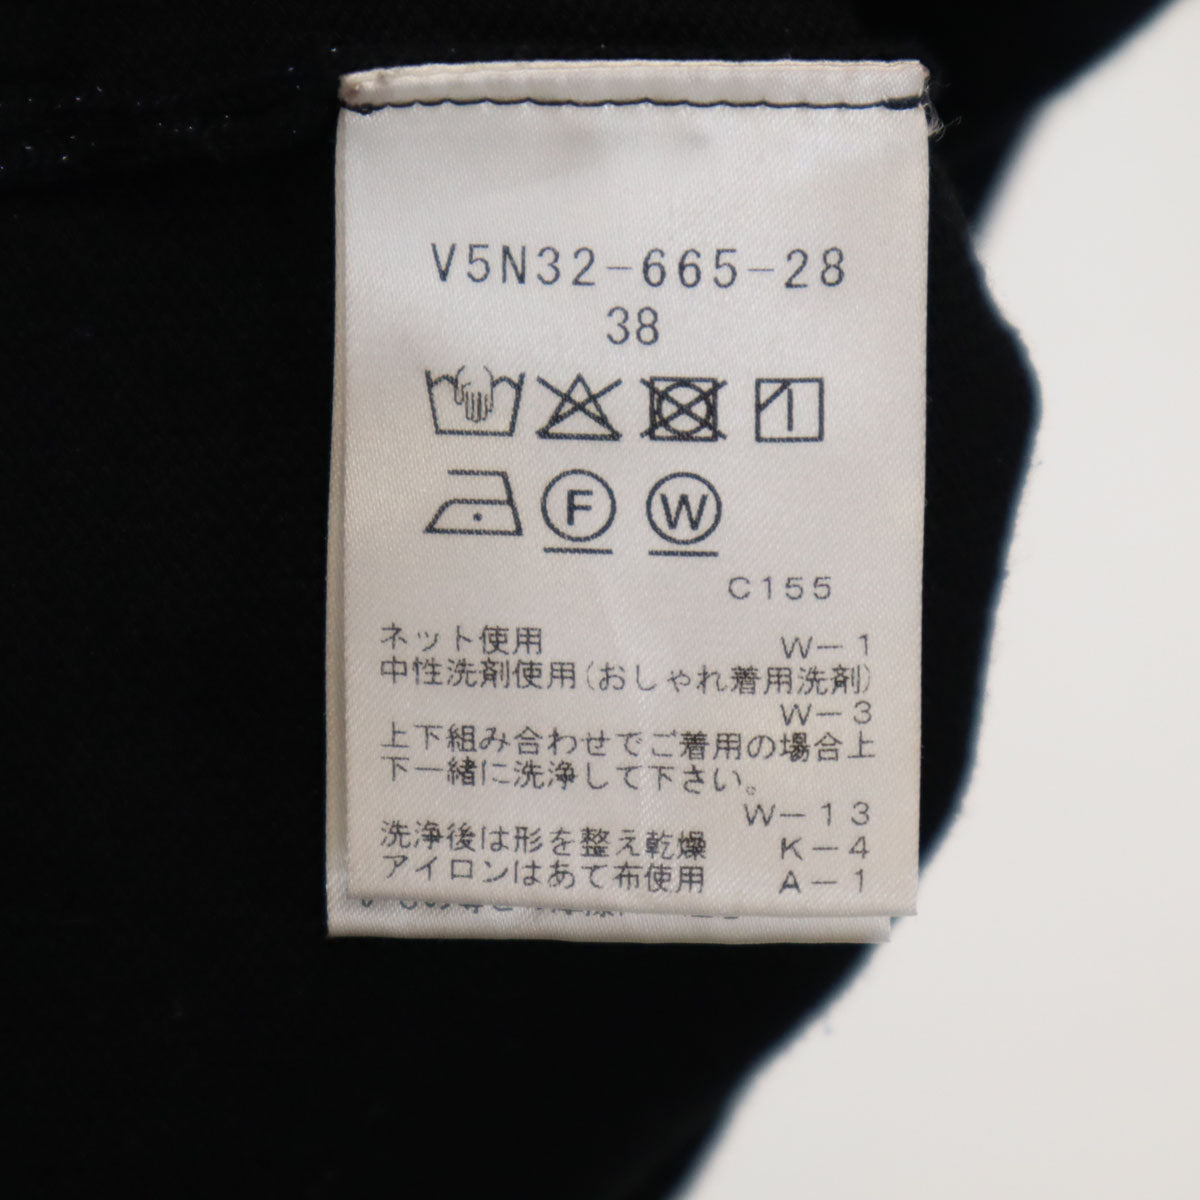 V5N32-665-28
38
F W
C155
ネット使用 W-1
中性洗剤使用(おしゃれ着用洗剤)
W-3
上下組み合わせでご着用の場合上
下一緒に洗浄して下さい。
W-13
洗浄後は形を整え乾燥 K-4
アイロンはあて布使用 A-1